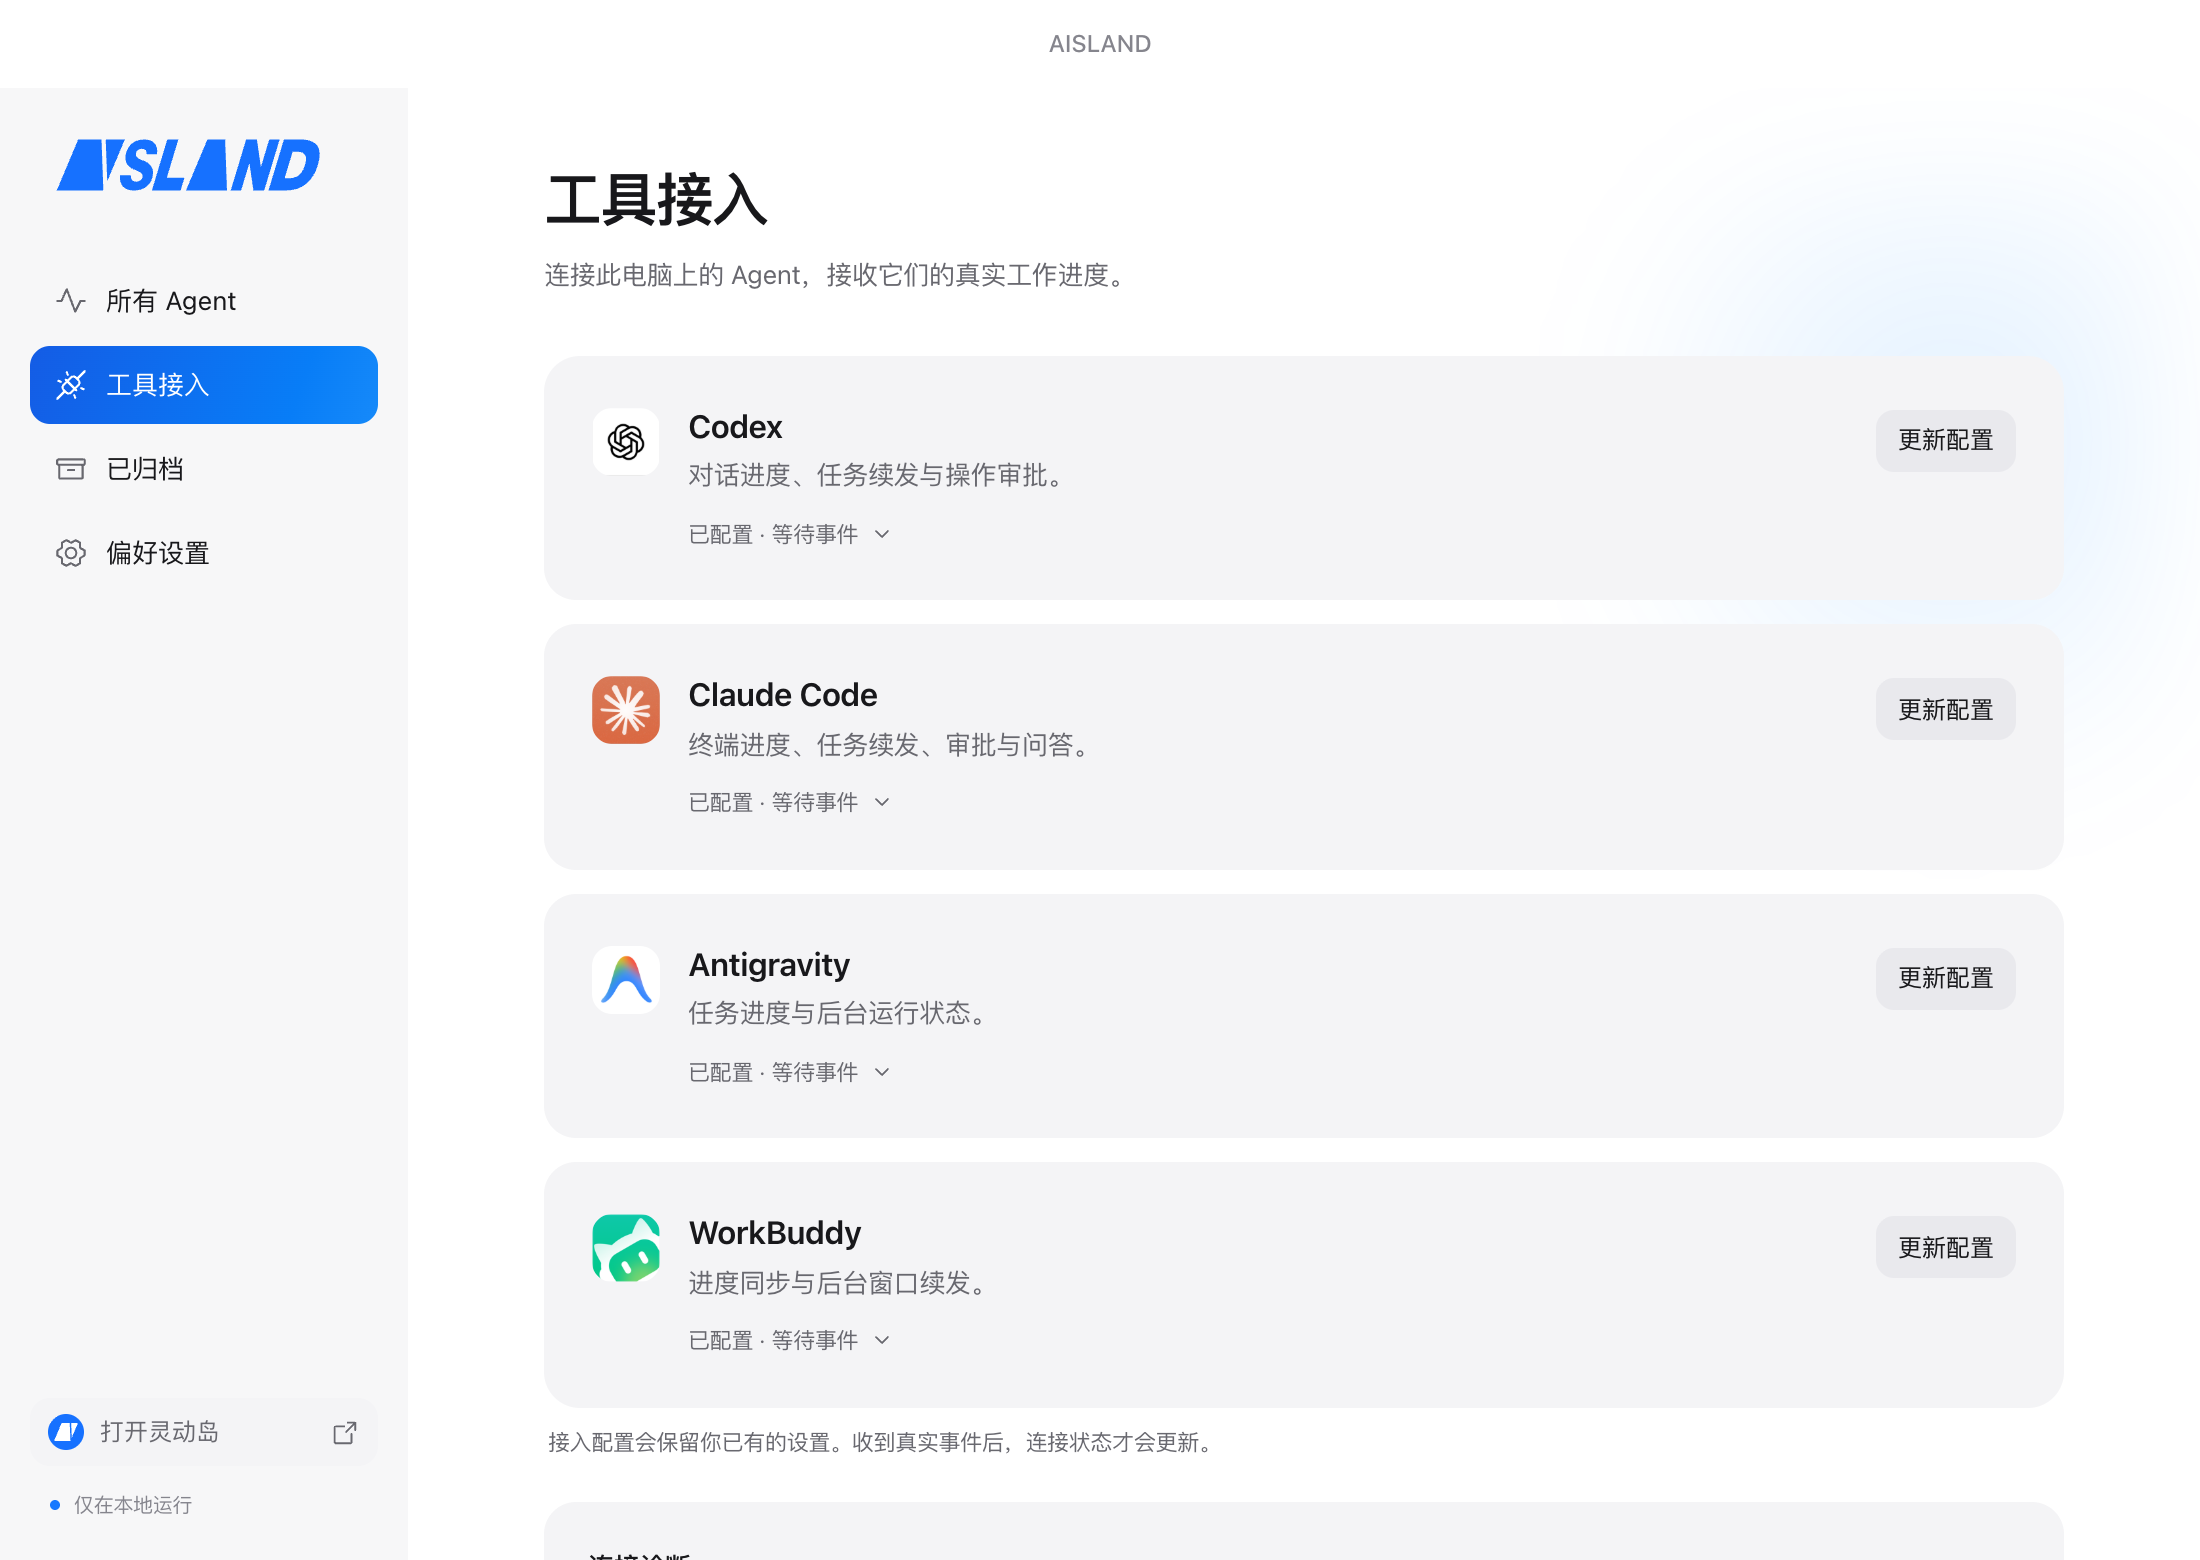 AISLAND
AISLAND
所有 Agent
工具接入
已归档
偏好设置
打开灵动岛
仅在本地运行
工具接入
连接此电脑上的 Agent，接收它们的真实工作进度。
Codex
对话进度、任务续发与操作审批。
已配置 · 等待事件
更新配置
Claude Code
终端进度、任务续发、审批与问答。
已配置 · 等待事件
更新配置
Antigravity
任务进度与后台运行状态。
已配置 · 等待事件
更新配置
WorkBuddy
进度同步与后台窗口续发。
已配置 · 等待事件
更新配置
接入配置会保留你已有的设置。收到真实事件后，连接状态才会更新。